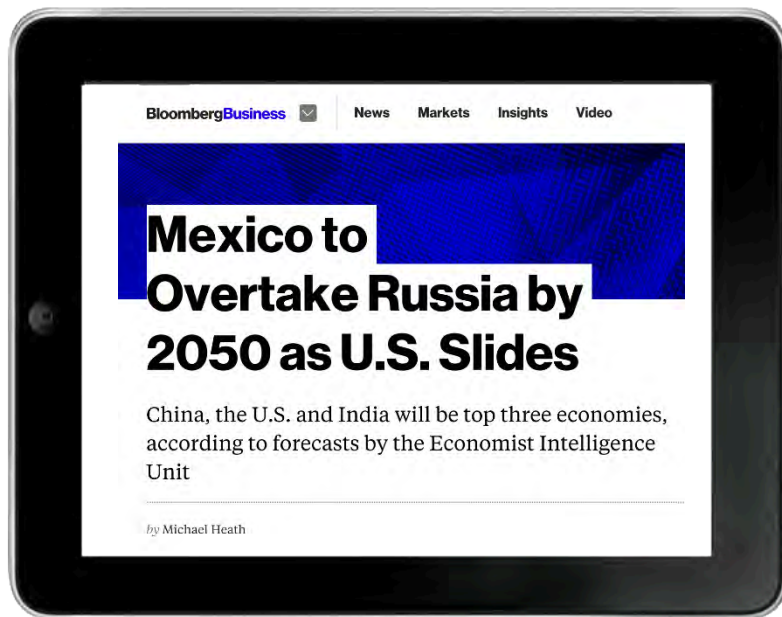 BloombergBusiness News Markets Insights Video
Mexico to
Overtake Russia by
2050 as U.S. Slides
China, the U.S. and India will be top three economies,
according to forecasts by the Economist Intelligence
Unit
by Michael Heath